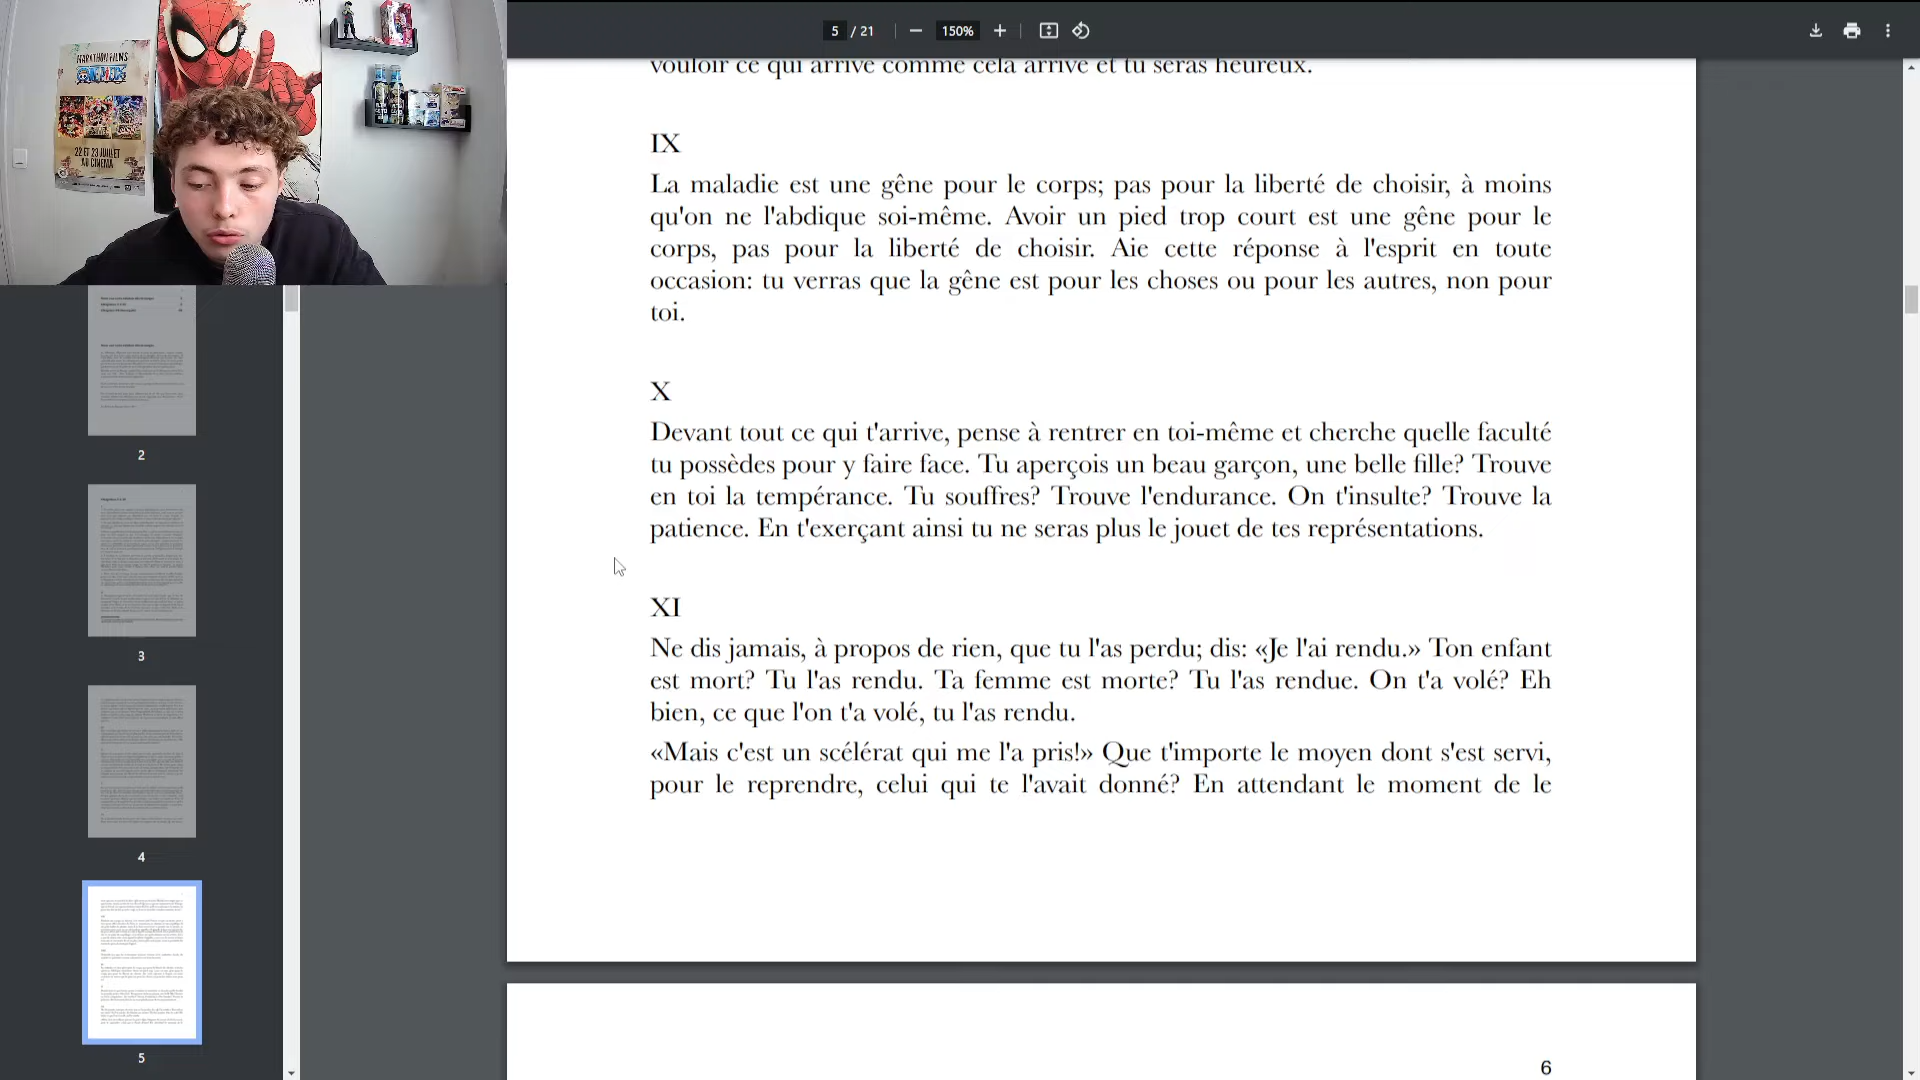 MARATHON FILMS
22 ET 23 JUILLET
AU CINEMA
5 / 21
150%
vouloir ce qui arrive comme cela arrive et tu seras heureux.
IX
La maladie est une gêne pour le corps; pas pour la liberté de choisir, à moins
qu'on ne l'abdique soi-même. Avoir un pied trop court est une gêne pour le
corps, pas pour la liberté de choisir. Aie cette réponse à l'esprit en toute
occasion: tu verras que la gêne est pour les choses ou pour les autres, non pour
toi.
X
Devant tout ce qui t'arrive, pense à rentrer en toi-même et cherche quelle faculté
tu possèdes pour y faire face. Tu aperçois un beau garçon, une belle fille? Trouve
en toi la tempérance. Tu souffres? Trouve l'endurance. On t'insulte? Trouve la
patience. En t'exerçant ainsi tu ne seras plus le jouet de tes représentations.
XI
Ne dis jamais, à propos de rien, que tu l'as perdu; dis: «Je l'ai rendu.» Ton enfant
est mort? Tu l'as rendu. Ta femme est morte? Tu l'as rendue. On t'a volé? Eh
bien, ce que l'on t'a volé, tu l'as rendu.
«Mais c'est un scélérat qui me l'a pris!» Que t'importe le moyen dont s'est servi,
pour le reprendre, celui qui te l'avait donné? En attendant le moment de le
6
2
3
4
5